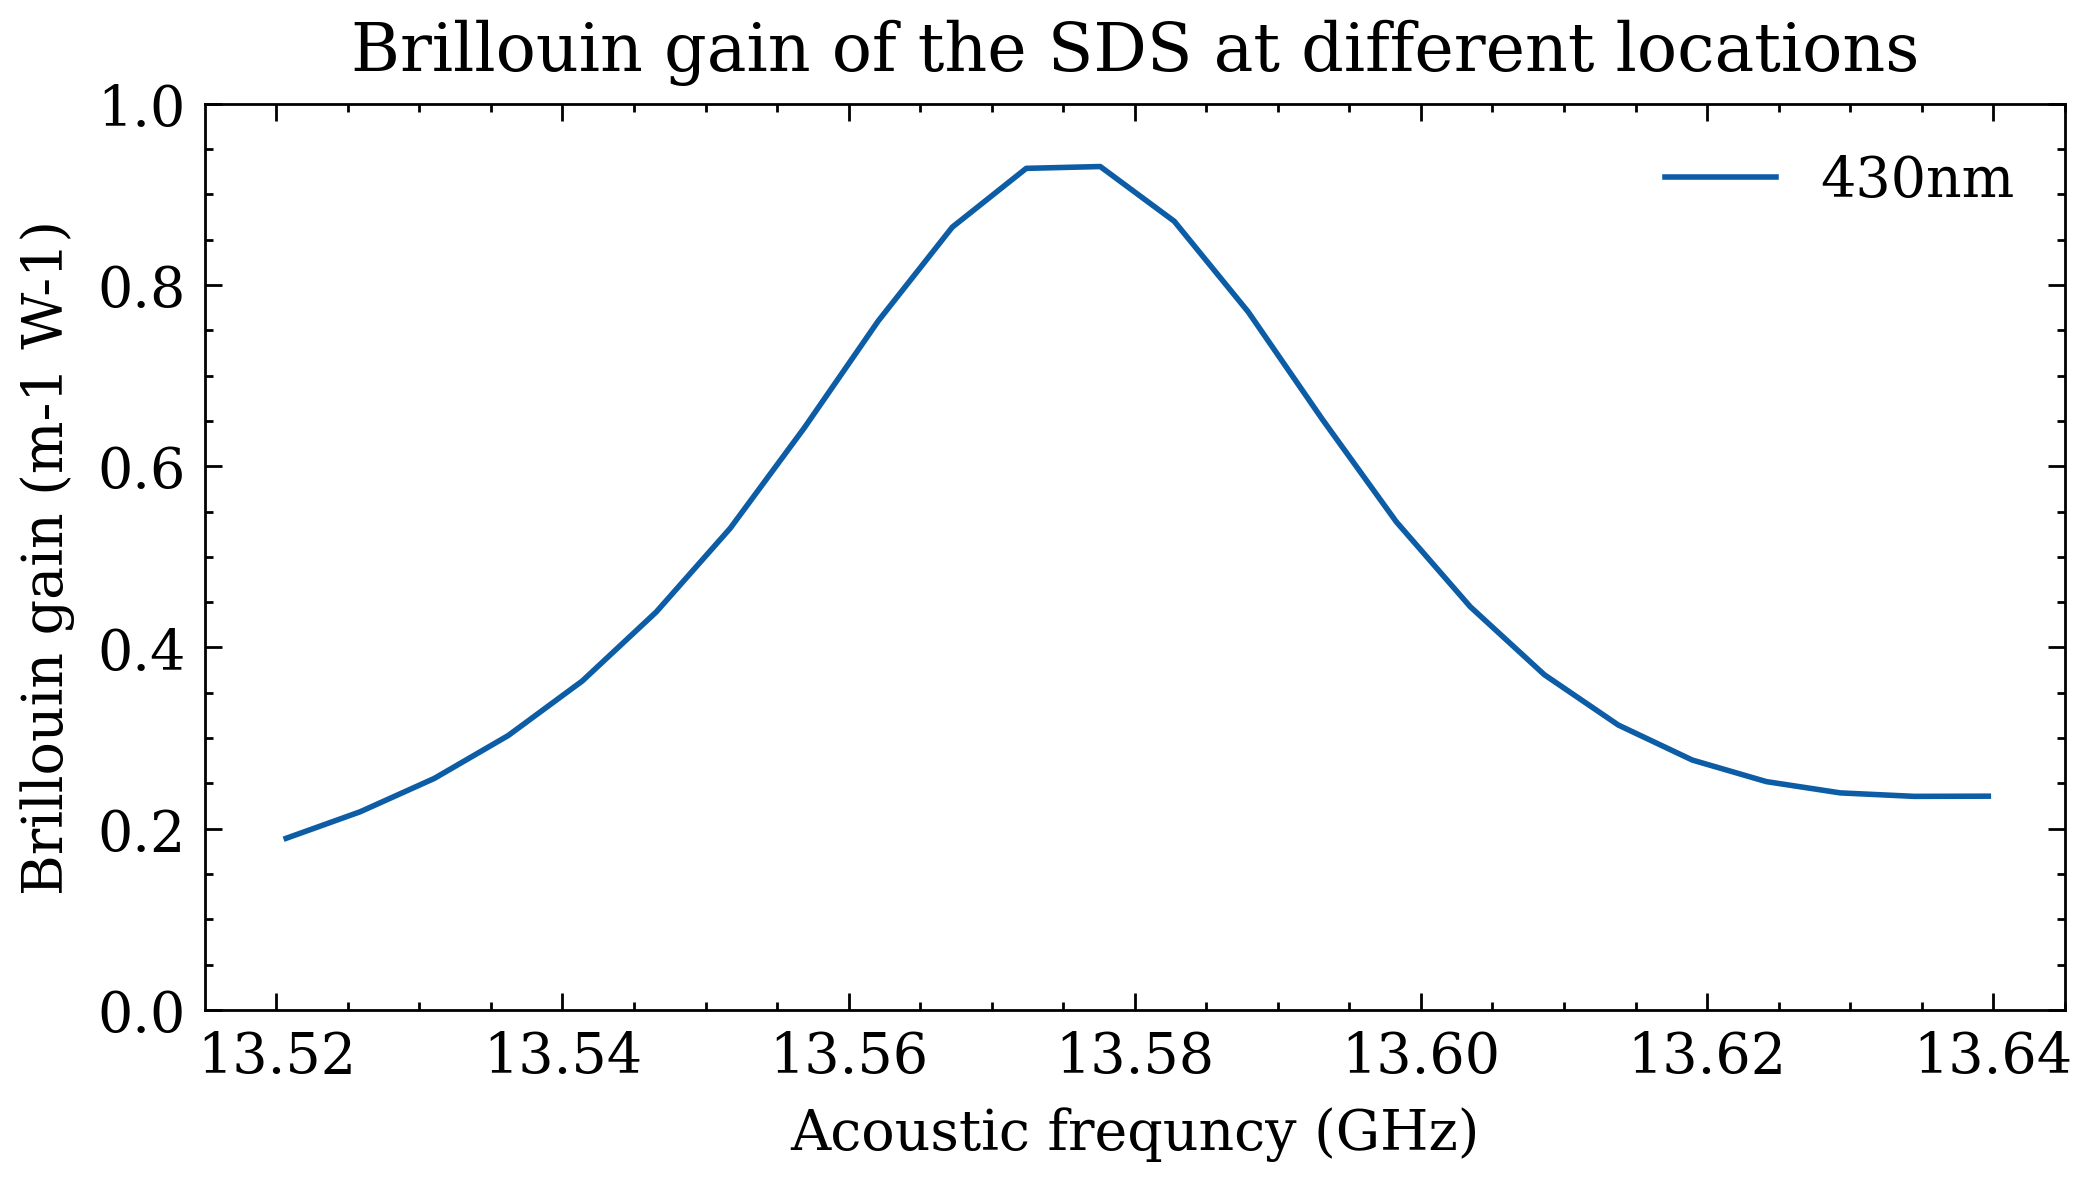 Brillouin gain of the SDS at different locations
Brillouin gain (m-1 W-1)
1.0
0.8
0.6
0.4
0.2
0.0
430nm
13.52 13.54 13.56 13.58 13.60 13.62 13.64
Acoustic frequncy (GHz)